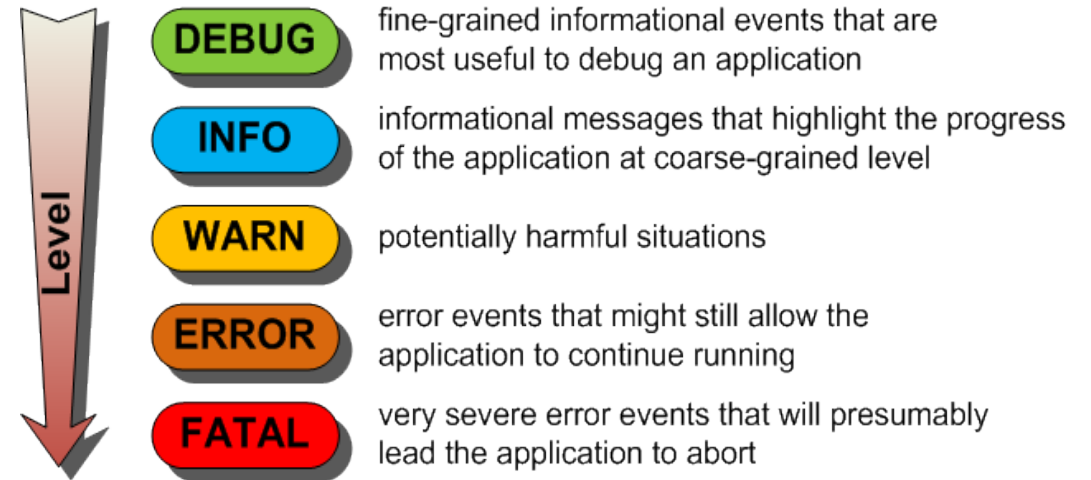 Level
DEBUG
fine-grained informational events that are
most useful to debug an application
INFO
informational messages that highlight the progress
of the application at coarse-grained level
WARN
potentially harmful situations
ERROR
error events that might still allow the
application to continue running
FATAL
very severe error events that will presumably
lead the application to abort